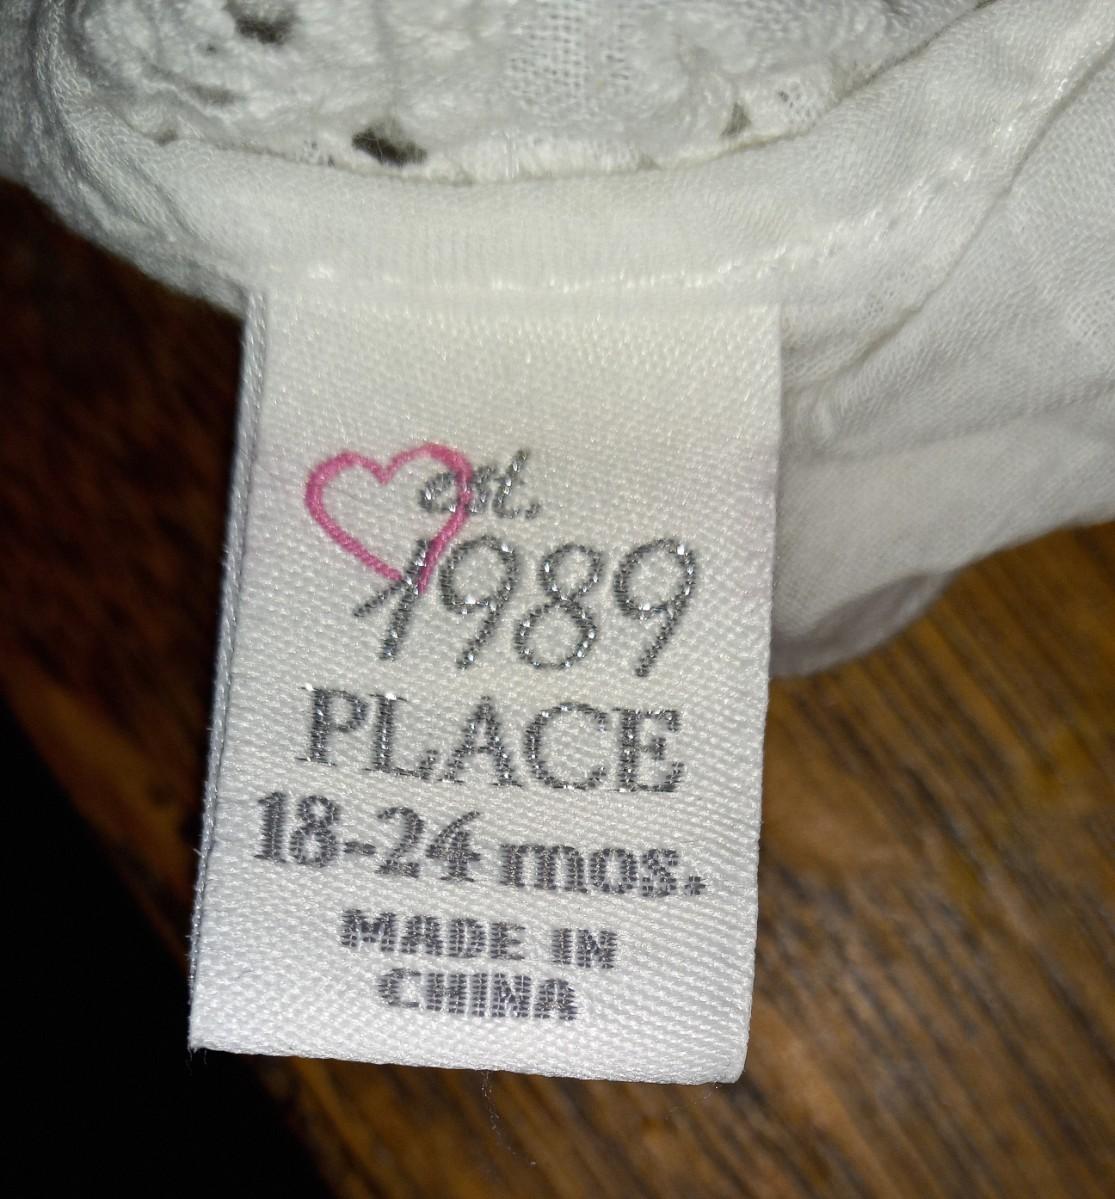 est.
1989
PLACE
18-24 mos.
MADE IN
CHINA